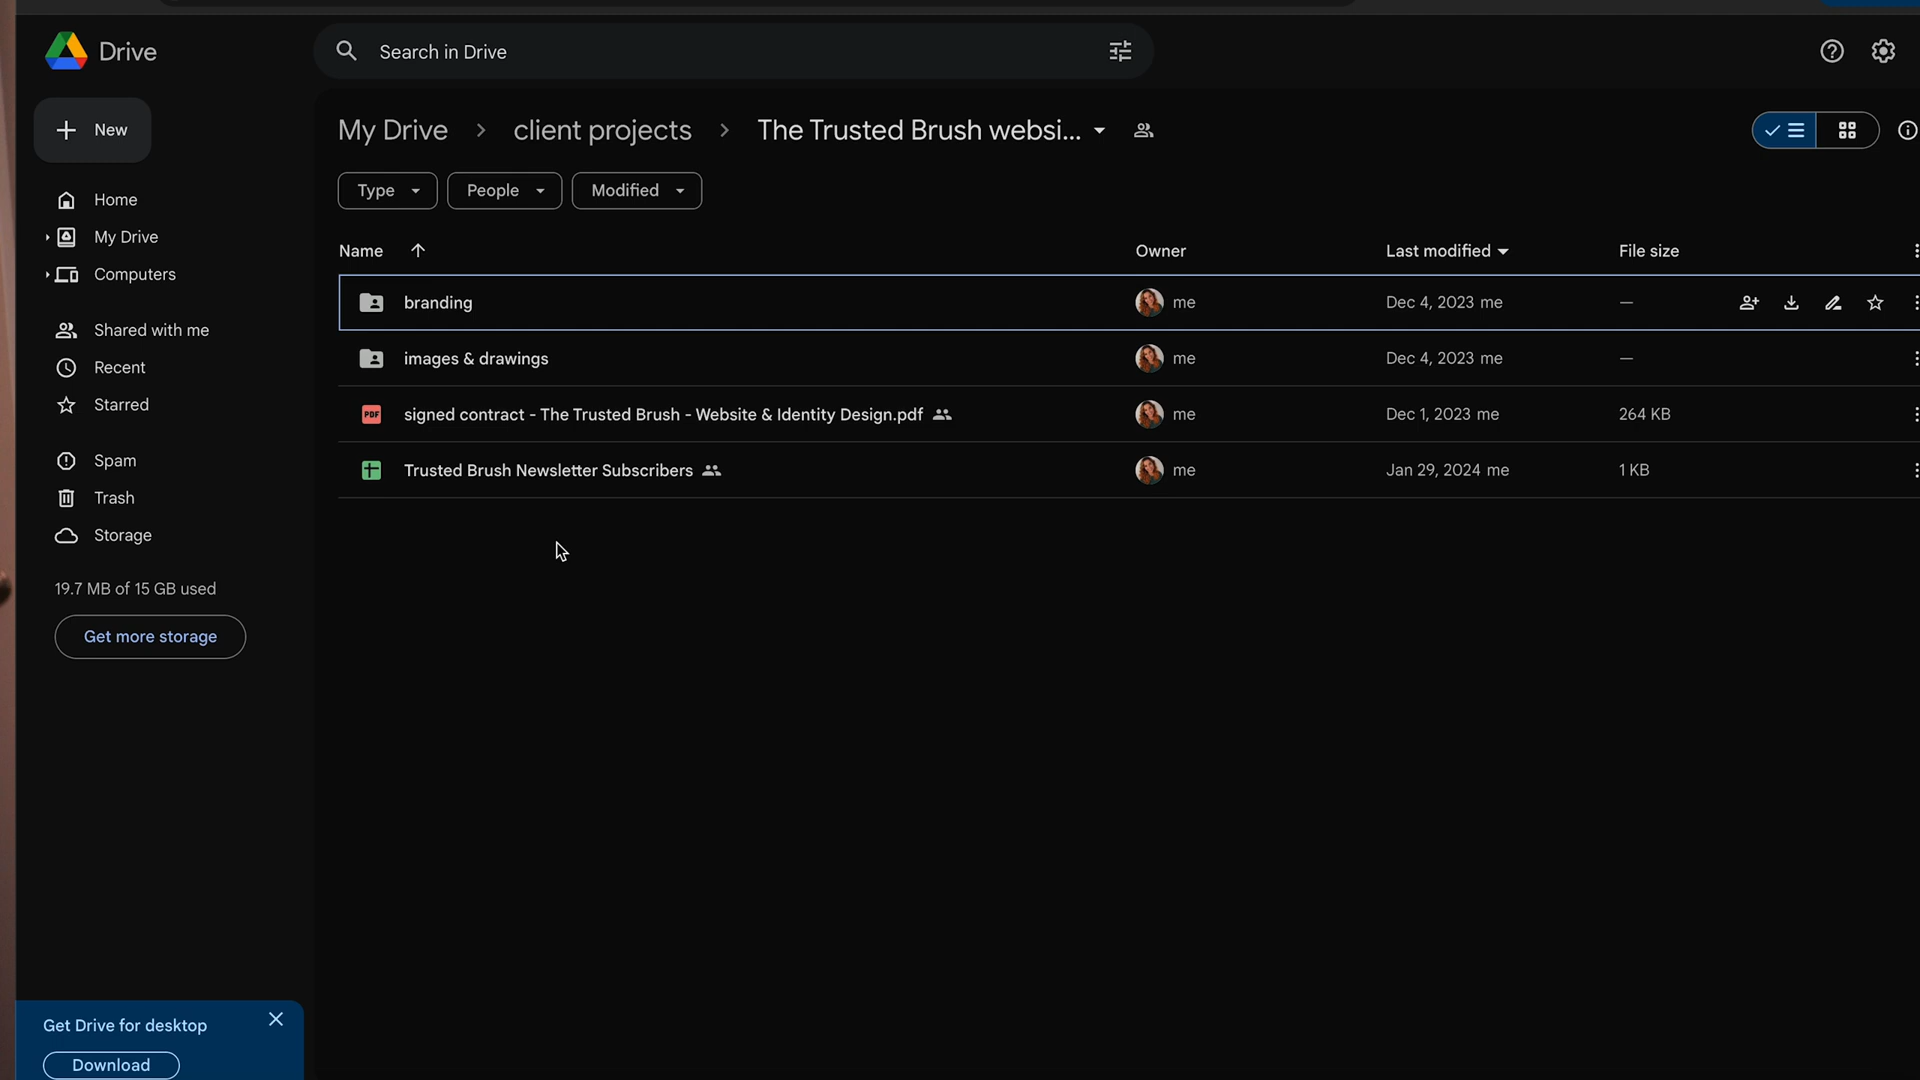 Drive
Search in Drive
New
My Drive > client projects > The Trusted Brush websi...
Type
People
Modified
Home
My Drive
Computers
Shared with me
Recent
Starred
Spam
Trash
Storage
19.7 MB of 15 GB used
Get more storage
Name Owner Last modified File size
branding me Dec 4, 2023 me —
images & drawings me Dec 4, 2023 me —
PDF signed contract - The Trusted Brush - Website & Identity Design.pdf me Dec 1, 2023 me 264 KB
Trusted Brush Newsletter Subscribers me Jan 29, 2024 me 1 KB
Get Drive for desktop
Download